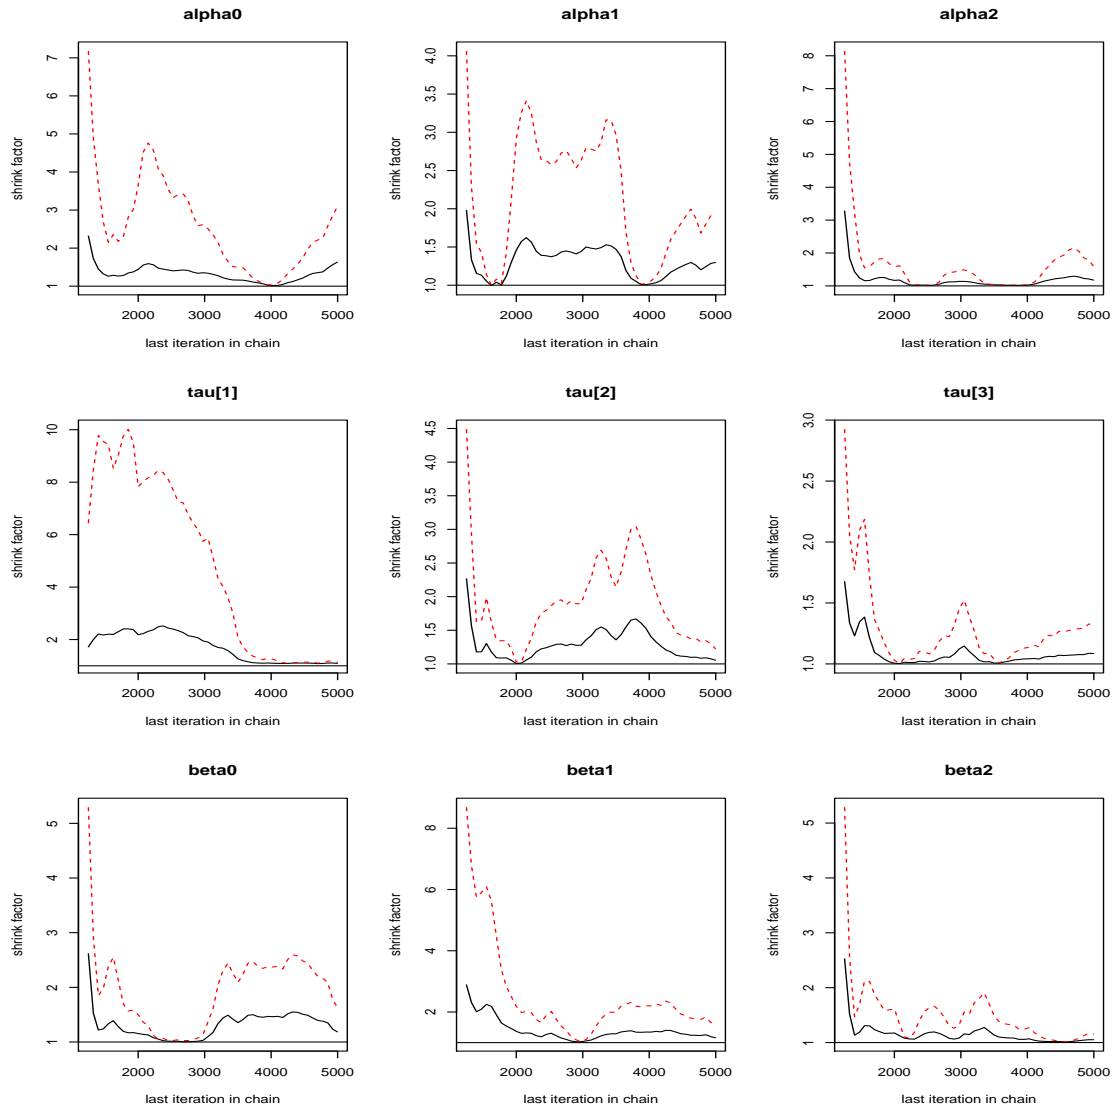 alpha0
shrink factor
1 2 3 4 5 6 7
2000 3000 4000 5000
last iteration in chain
alpha1
shrink factor
1.0 1.5 2.0 2.5 3.0 3.5 4.0
2000 3000 4000 5000
last iteration in chain
alpha2
shrink factor
1 2 3 4 5 6 7 8
2000 3000 4000 5000
last iteration in chain
tau[1]
shrink factor
2 4 6 8 10
2000 3000 4000 5000
last iteration in chain
tau[2]
shrink factor
1.0 1.5 2.0 2.5 3.0 3.5 4.0 4.5
2000 3000 4000 5000
last iteration in chain
tau[3]
shrink factor
1.0 1.5 2.0 2.5 3.0
2000 3000 4000 5000
last iteration in chain
beta0
shrink factor
1 2 3 4 5
2000 3000 4000 5000
last iteration in chain
beta1
shrink factor
2 4 6 8
2000 3000 4000 5000
last iteration in chain
beta2
shrink factor
1 2 3 4 5
2000 3000 4000 5000
last iteration in chain